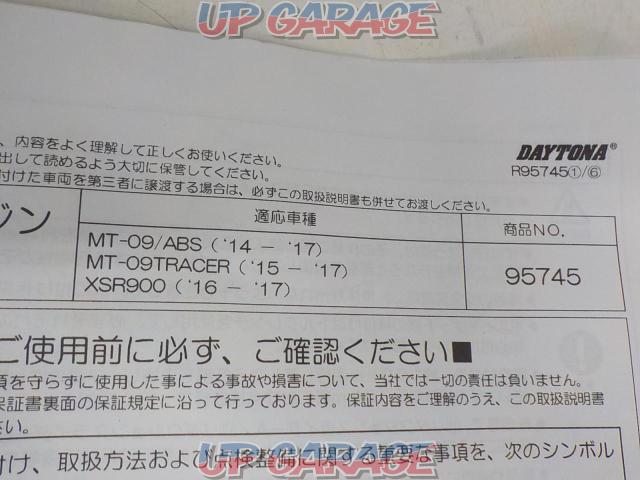 UP GARAGE
、内容をよく理解して正しくお使いください。
出して読めるよう大切に保管してください。
付けた車両を第三者に譲渡する場合は、必ずこの取扱説明書も併せてお渡しください。
DAYTONA®
R95745①/⑥
ジン
適応車種
商品NO.
MT-09/ABS（'14 － '17）
MT-09TRACER（'15 － '17）
XSR900（'16 － '17）
95745
ご使用前に必ず、ご確認ください■
項を守らずに使用した事による事故や損害について、当社では一切の責任は負いません。
保証書裏面の保証規定に沿って行っております。保証内容をご理解のうえ、この取扱説明書
さい。
付け、取扱方法および点検整備に関する重要な事項を、次のシンボル
UP GARAGE